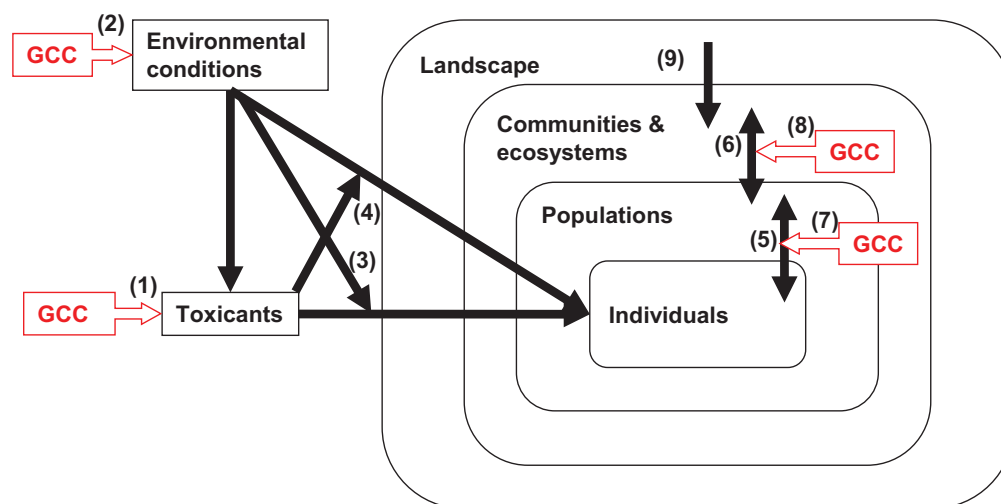 (2)
GCC
Environmental
conditions
Landscape
(9)
Communities &
ecosystems
(6)
(8)
GCC
Populations
(4)
(3)
(5)
(7)
GCC
(1)
GCC
Toxicants
Individuals